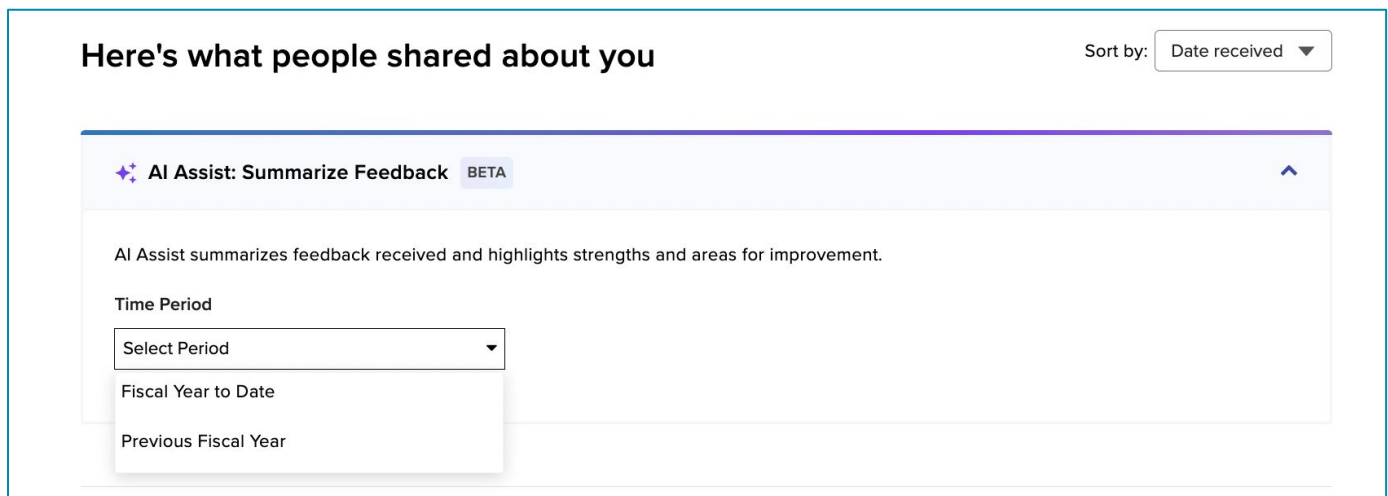 Here's what people shared about you
Sort by: Date received
AI Assist: Summarize Feedback BETA
AI Assist summarizes feedback received and highlights strengths and areas for improvement.
Time Period
Select Period
Fiscal Year to Date
Previous Fiscal Year